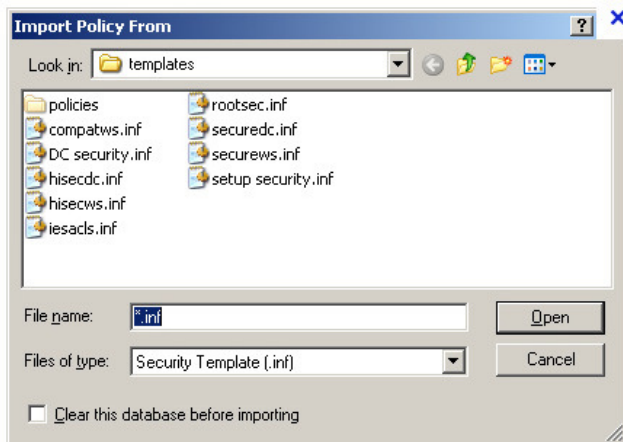 Import Policy From
?
Look in: templates
policies rootsec.inf
compatws.inf securedc.inf
DC security.inf securews.inf
hisecdc.inf setup security.inf
hisecws.inf
iesacls.inf
File name: *.inf Open
Files of type: Security Template (.inf) Cancel
Clear this database before importing